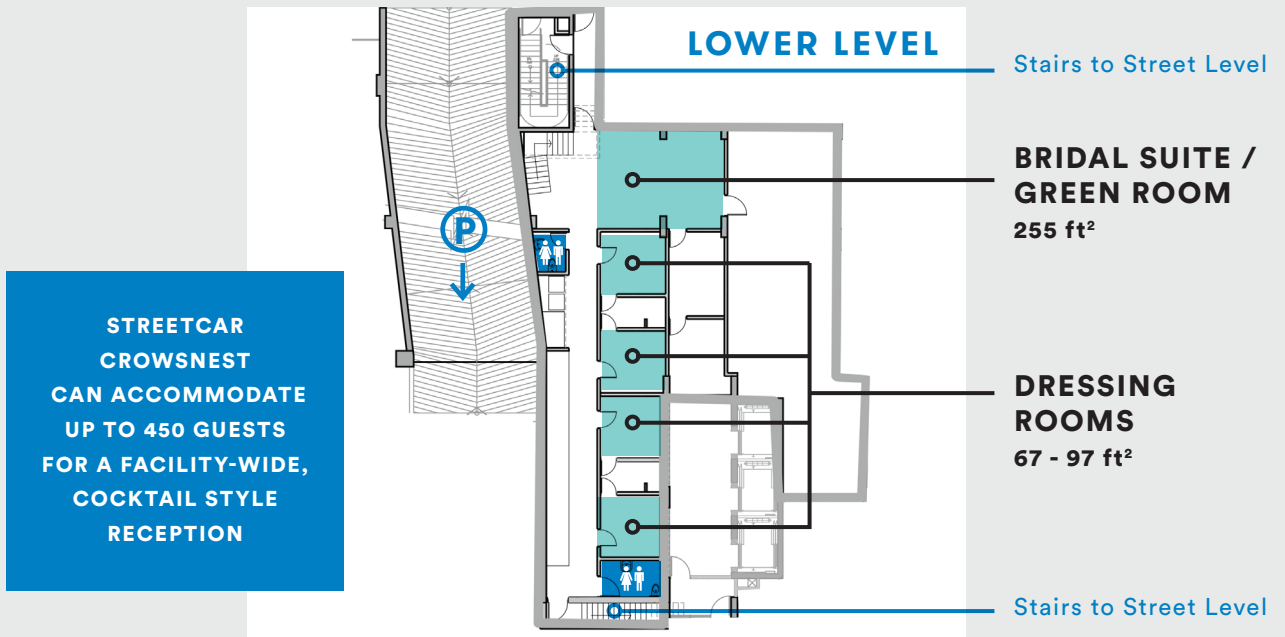 LOWER LEVEL
Stairs to Street Level
BRIDAL SUITE /
GREEN ROOM
255 ft²
P
STREETCAR
CROWSNEST
CAN ACCOMMODATE
UP TO 450 GUESTS
FOR A FACILITY-WIDE,
COCKTAIL STYLE
RECEPTION
DRESSING
ROOMS
67 - 97 ft²
Stairs to Street Level